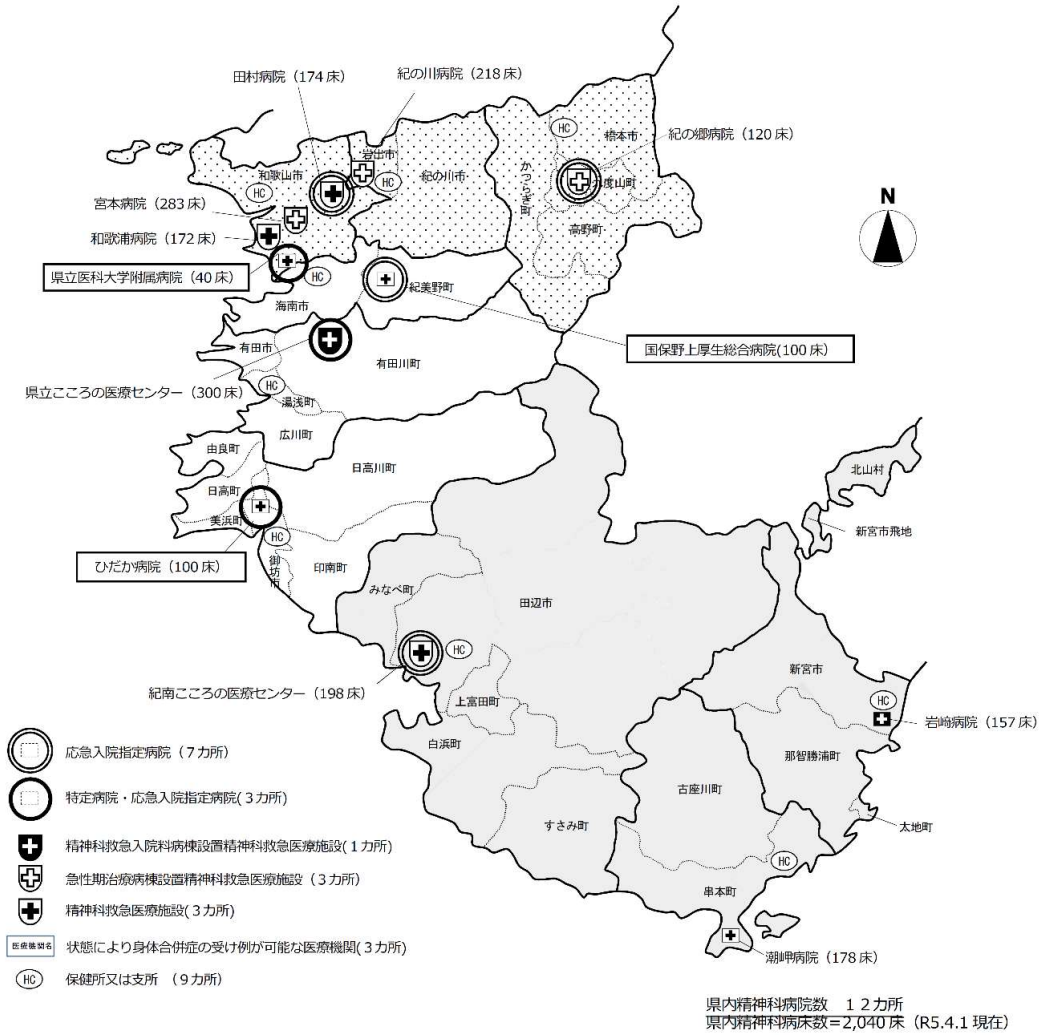 田村病院（174床）
紀の川病院（218床）
HC
橋本市
紀の郷病院（120床）
岩出市
和歌山市
HC
HC
紀の川市
かつらぎ町
九度山町
宮本病院（283床）
高野町
和歌浦病院（172床）
N
県立医科大学附属病院（40床）
HC
紀美野町
海南市
国保野上厚生総合病院(100床）
有田市
有田川町
県立こころの医療センター（300床）
HC
湯浅町
広川町
由良町
日高川町
北山村
日高町
美浜町
新宮市飛地
HC
ひだか病院（100床）
御坊市
印南町
みなべ町
田辺市
HC
新宮市
紀南こころの医療センター（198床）
上富田町
HC
岩﨑病院（157床）
白浜町
那智勝浦町
古座川町
すさみ町
太地町
HC
串本町
潮岬病院（178床）
応急入院指定病院（７カ所）
特定病院・応急入院指定病院(３カ所）
精神科救急入院料病棟設置精神科救急医療施設(１カ所）
急性期治療病棟設置精神科救急医療施設（３カ所）
精神科救急医療施設(３カ所）
医療機関名 状態により身体合併症の受け例が可能な医療機関(３カ所）
HC 保健所又は支所 （９カ所）
県内精神科病院数　１２カ所
県内精神科病床数=2,040床（R5.4.1現在）